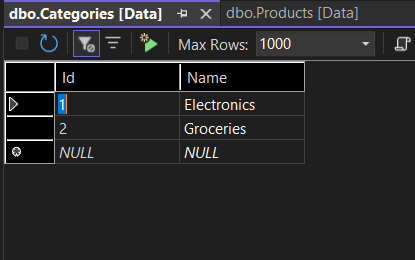 dbo.Categories [Data] dbo.Products [Data]
Max Rows: 1000
Id Name
1 Electronics
2 Groceries
NULL NULL